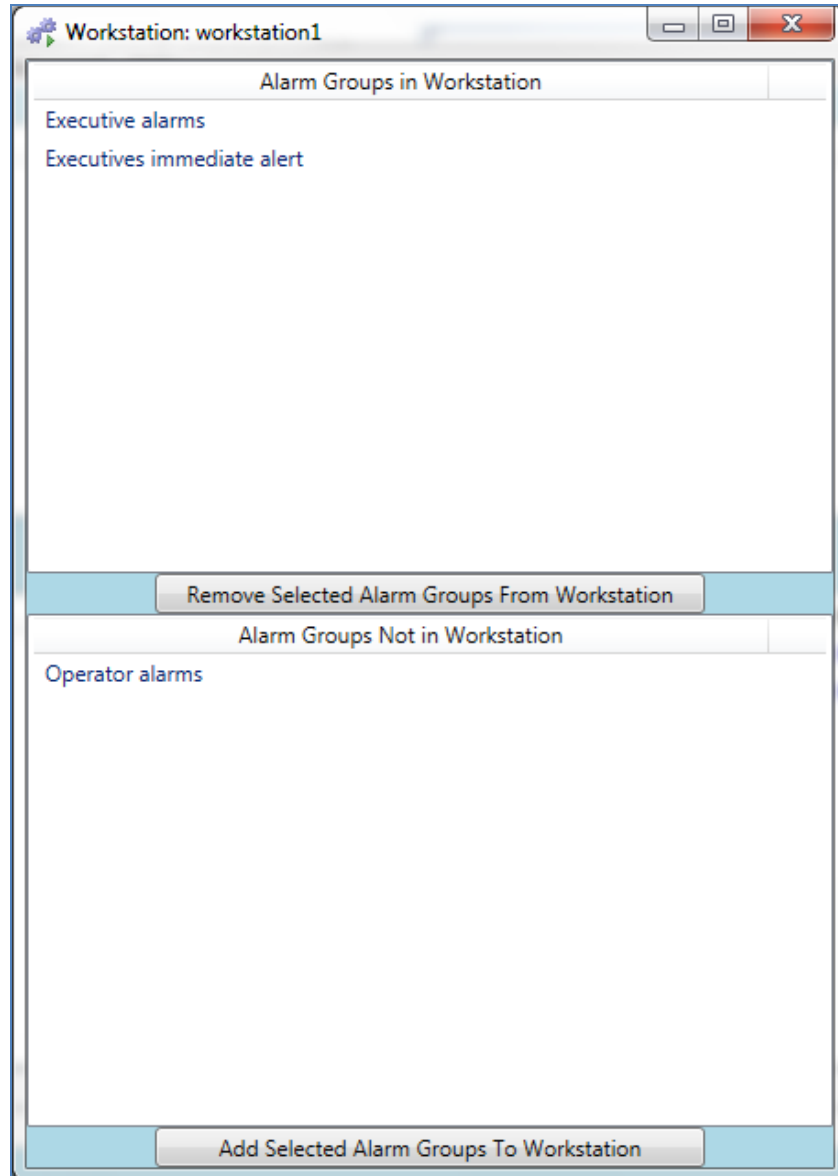 Workstation: workstation1
Alarm Groups in Workstation
Executive alarms
Executives immediate alert
Remove Selected Alarm Groups From Workstation
Alarm Groups Not in Workstation
Operator alarms
Add Selected Alarm Groups To Workstation